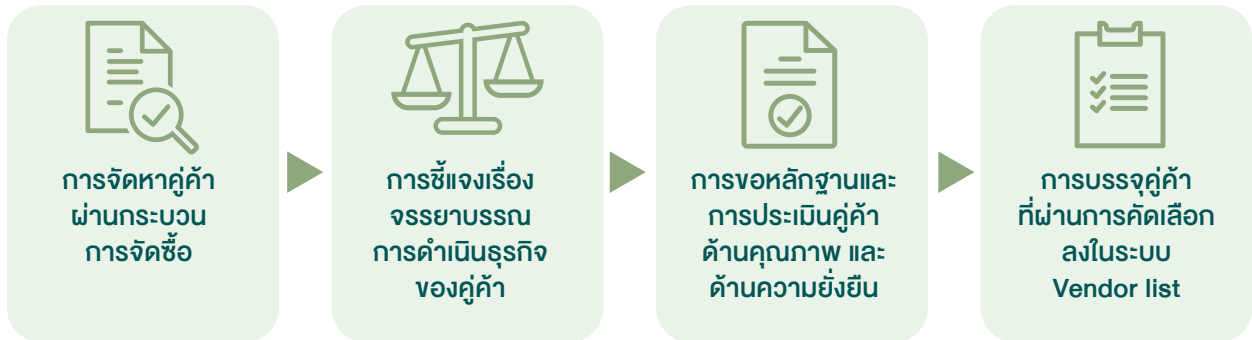 การจัดหาคู่ค้า
ผ่านกระบวน
การจัดซื้อ
การชี้แจงเรื่อง
จรรยาบรรณ
การดำเนินธุรกิจ
ของคู่ค้า
การขอหลักฐานและ
การประเมินคู่ค้า
ด้านคุณภาพ และ
ด้านความยั่งยืน
การบรรจุคู่ค้า
ที่ผ่านการคัดเลือก
ลงในระบบ
Vendor list